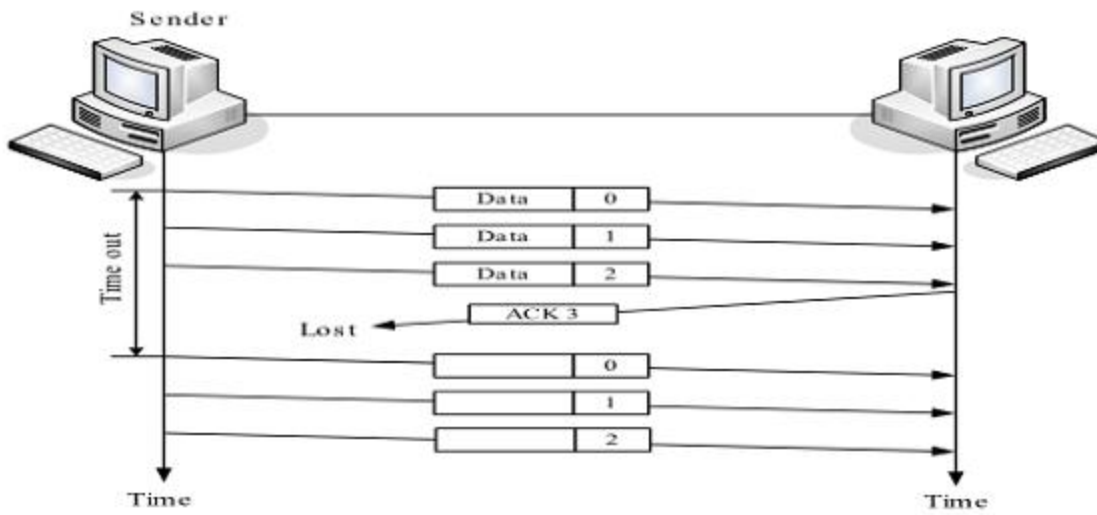 Sender
Data 0
Data 1
Data 2
ACK 3
Lost
Time out
0
1
2
Time
Time